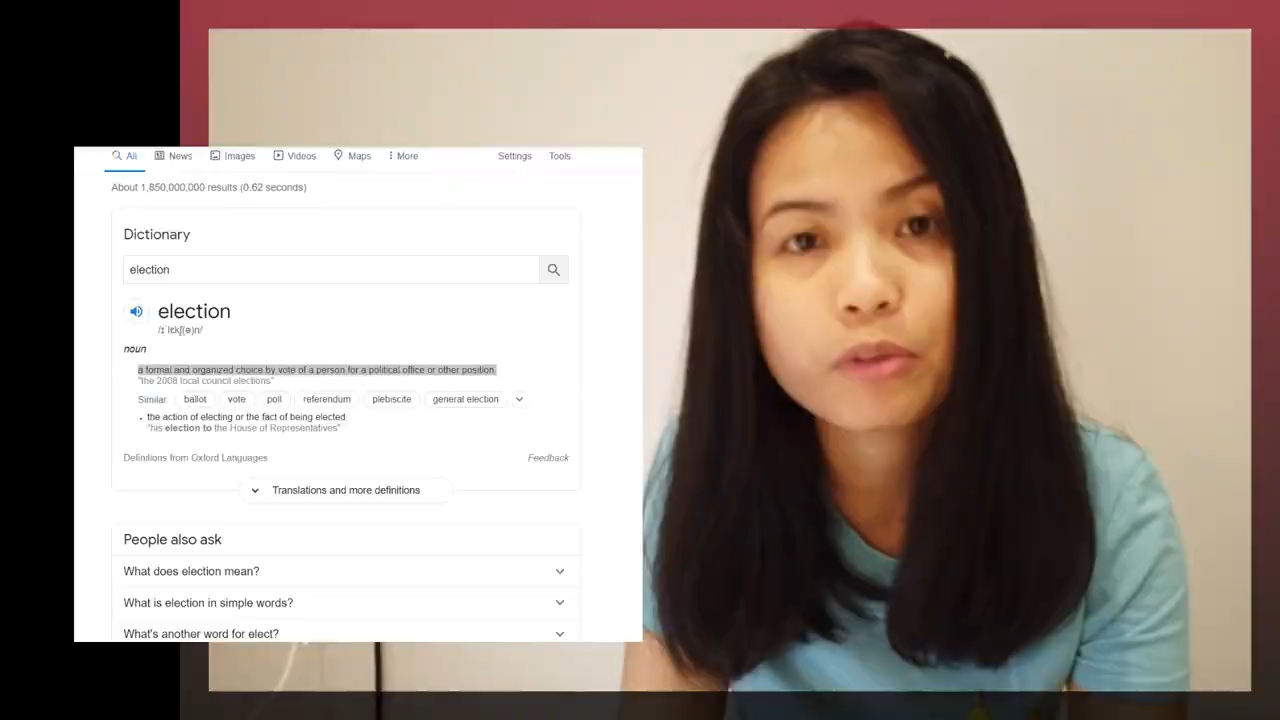 All News Images Videos Maps More Settings Tools
About 1,850,000,000 results (0.62 seconds)
Dictionary
election
election
/ɪˈlɛkʃ(ə)n/
noun
a formal and organized choice by vote of a person for a political office or other position.
"the 2008 local council elections"
Similar: ballot vote poll referendum plebiscite general election
the action of electing or the fact of being elected.
"his election to the House of Representatives"
Definitions from Oxford Languages Feedback
Translations and more definitions
People also ask
What does election mean?
What is election in simple words?
What's another word for elect?